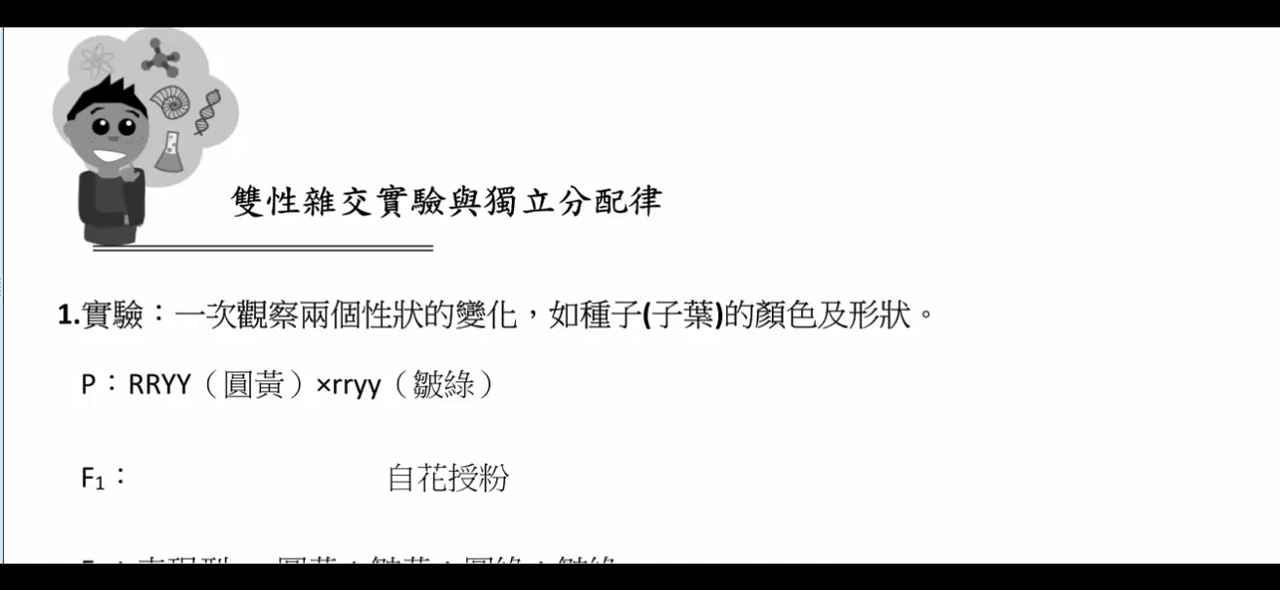 雙性雜交實驗與獨立分配律
1.實驗：一次觀察兩個性狀的變化，如種子(子葉)的顏色及形狀。
P：RRYY（圓黃）×rryy（皺綠）
F₁： 自花授粉